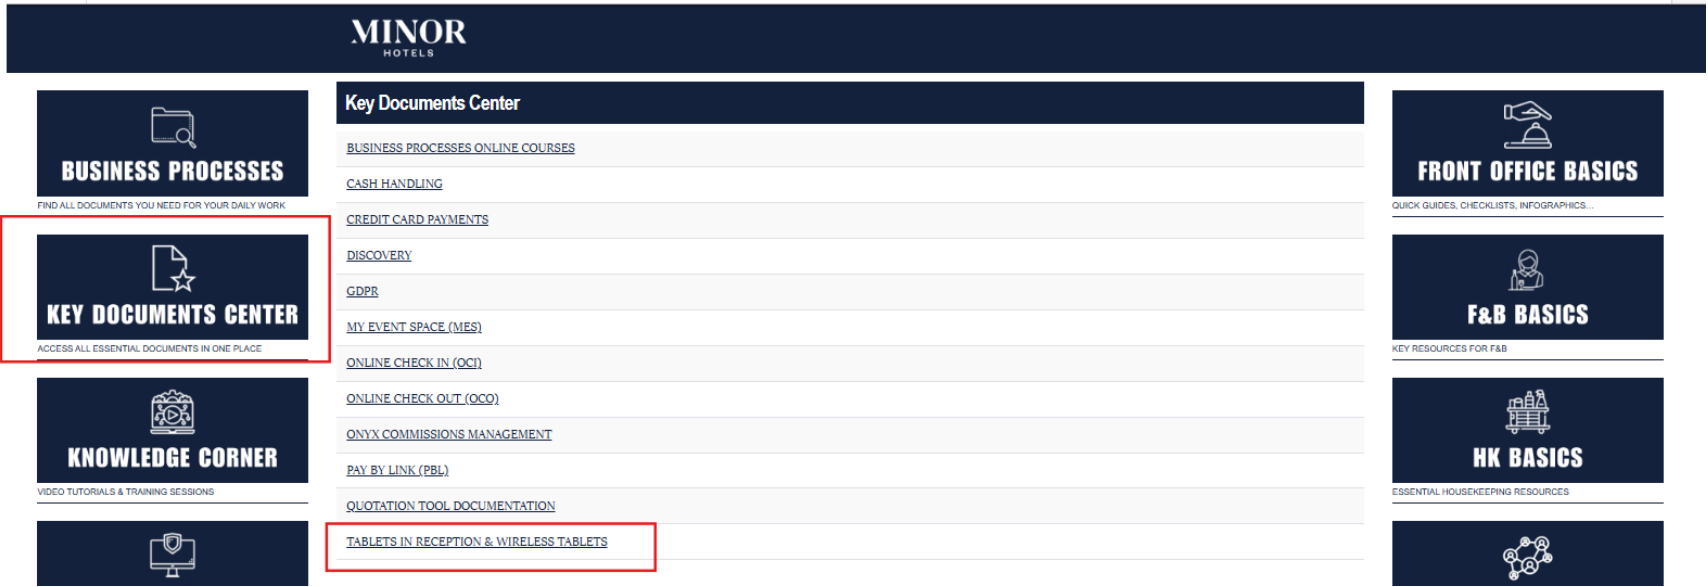 MINOR
HOTELS
BUSINESS PROCESSES
FIND ALL DOCUMENTS YOU NEED FOR YOUR DAILY WORK
KEY DOCUMENTS CENTER
ACCESS ALL ESSENTIAL DOCUMENTS IN ONE PLACE
KNOWLEDGE CORNER
VIDEO TUTORIALS & TRAINING SESSIONS
Key Documents Center
BUSINESS PROCESSES ONLINE COURSES
CASH HANDLING
CREDIT CARD PAYMENTS
DISCOVERY
GDPR
MY EVENT SPACE (MES)
ONLINE CHECK IN (OCI)
ONLINE CHECK OUT (OCO)
ONYX COMMISSIONS MANAGEMENT
PAY BY LINK (PBL)
QUOTATION TOOL DOCUMENTATION
TABLETS IN RECEPTION & WIRELESS TABLETS
FRONT OFFICE BASICS
QUICK GUIDES, CHECKLISTS, INFOGRAPHICS...
F&B BASICS
KEY RESOURCES FOR F&B
HK BASICS
ESSENTIAL HOUSEKEEPING RESOURCES